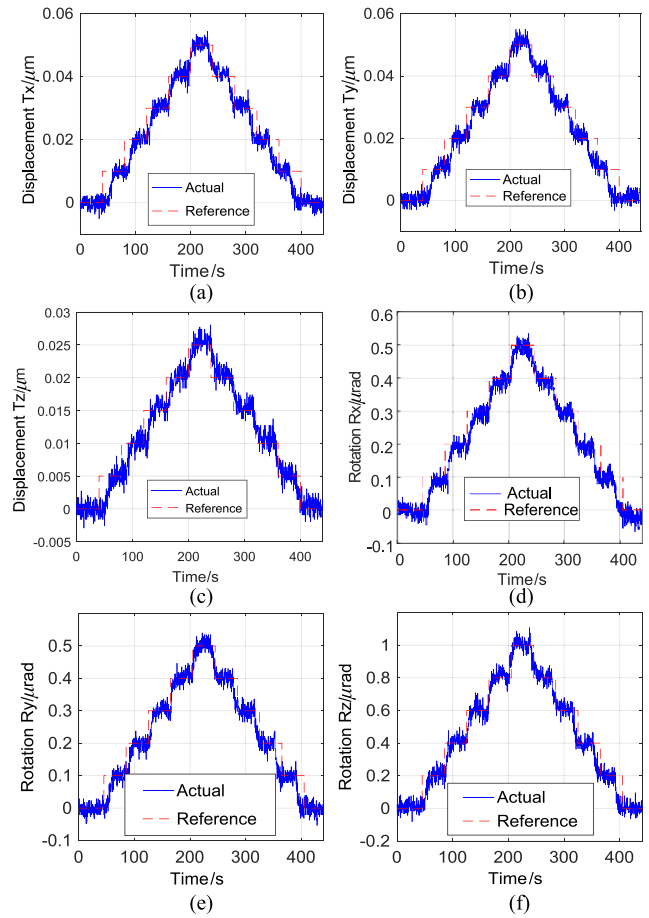 0.06
0.04
0.02
0
Displacement Tx/μm
Actual
Reference
0 100 200 300 400
Time/s
(a)
0.06
0.04
0.02
0
Displacement Ty/μm
Actual
Reference
0 100 200 300 400
Time/s
(b)
0.03
0.025
0.02
0.015
0.01
0.005
0
-0.005
Displacement Tz/μm
Actual
Reference
0 100 200 300 400
Time/s
(c)
0.6
0.5
0.4
0.3
0.2
0.1
0
-0.1
Rotation Rx/μrad
Actual
Reference
0 100 200 300 400
Time/s
(d)
0.5
0.4
0.3
0.2
0.1
0
-0.1
Rotation Ry/μrad
Actual
Reference
0 100 200 300 400
Time/s
(e)
1
0.8
0.6
0.4
0.2
0
-0.2
Rotation Rz/μrad
Actual
Reference
0 100 200 300 400
Time/s
(f)